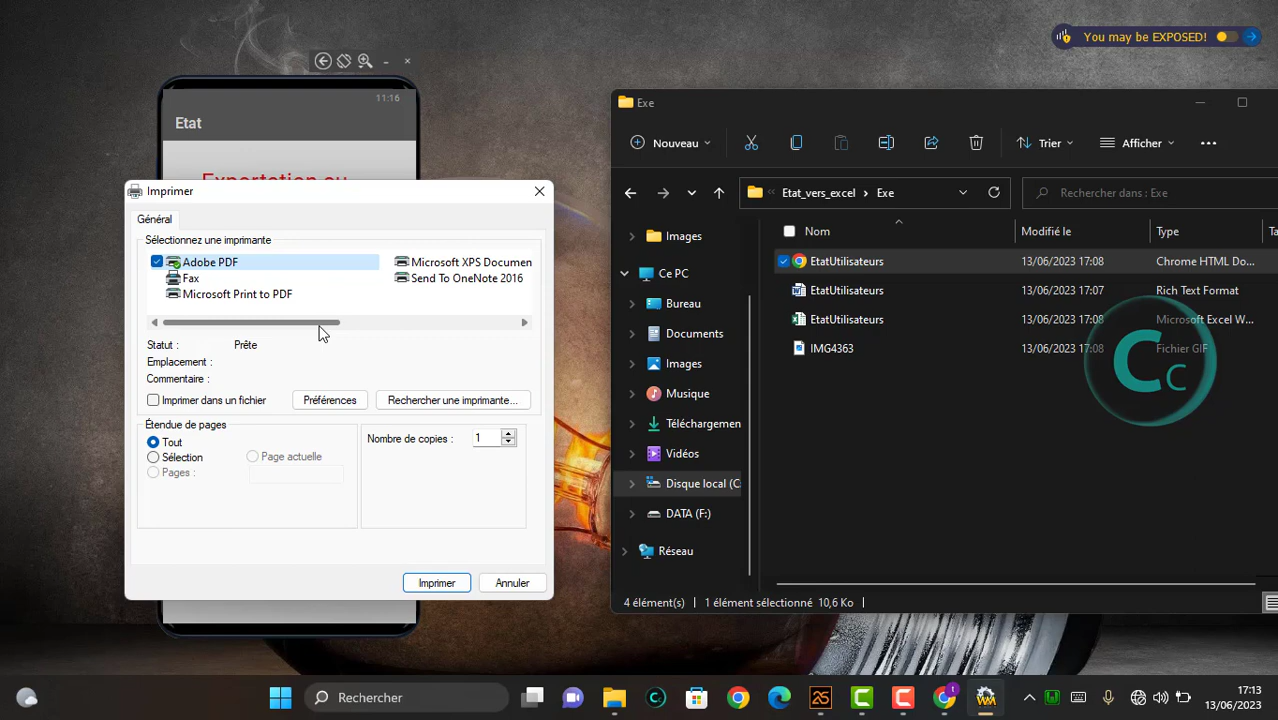 You may be EXPOSED!
11:16
Etat
Exportation ou
Imprimer
Général
Sélectionnez une imprimante
Adobe PDF
Fax
Microsoft Print to PDF
Microsoft XPS Documen
Send To OneNote 2016
Statut :
Prête
Emplacement :
Commentaire :
Imprimer dans un fichier
Préférences
Rechercher une imprimante...
Étendue de pages
Tout
Sélection
Page actuelle
Pages :
Nombre de copies :
1
Imprimer
Annuler
Exe
Nouveau
Trier
Afficher
Etat_vers_excel
Exe
Rechercher dans : Exe
Images
Ce PC
Bureau
Documents
Images
Musique
Téléchargemen
Vidéos
Disque local (C
DATA (F:)
Réseau
Nom
Modifié le
Type
Ta
EtatUtilisateurs
13/06/2023 17:08
Chrome HTML Do...
EtatUtilisateurs
13/06/2023 17:07
Rich Text Format
EtatUtilisateurs
13/06/2023 17:08
Microsoft Excel W...
IMG4363
13/06/2023 17:08
Fichier GIF
Cc
4 élément(s)
1 élément sélectionné 10,6 Ko
Rechercher
17:13
13/06/2023